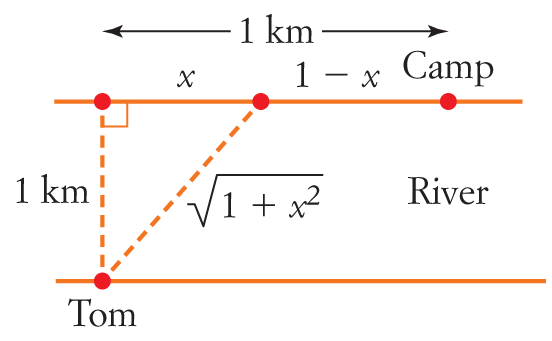 1 km
x
1 − x
Camp
1 km
√1 + x²
River
Tom